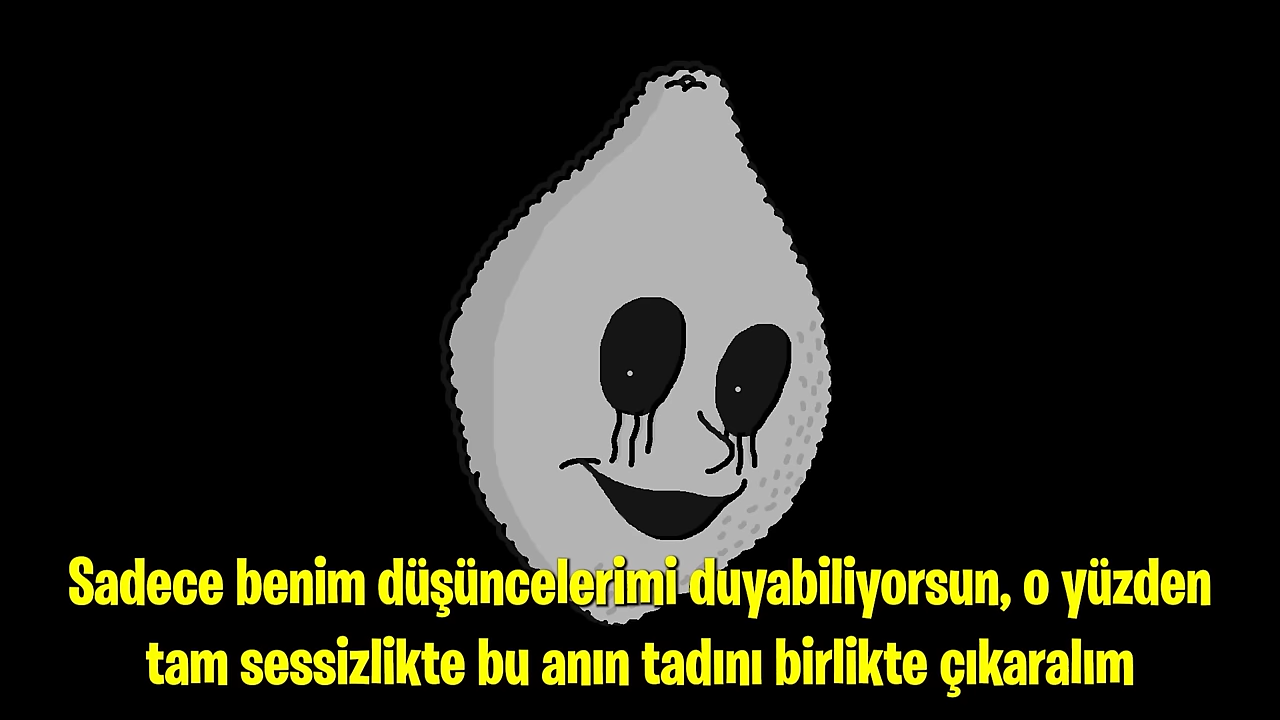 Sadece benim düşüncelerimi duyabiliyorsun, o yüzden
tam sessizlikte bu anın tadını birlikte çıkaralım